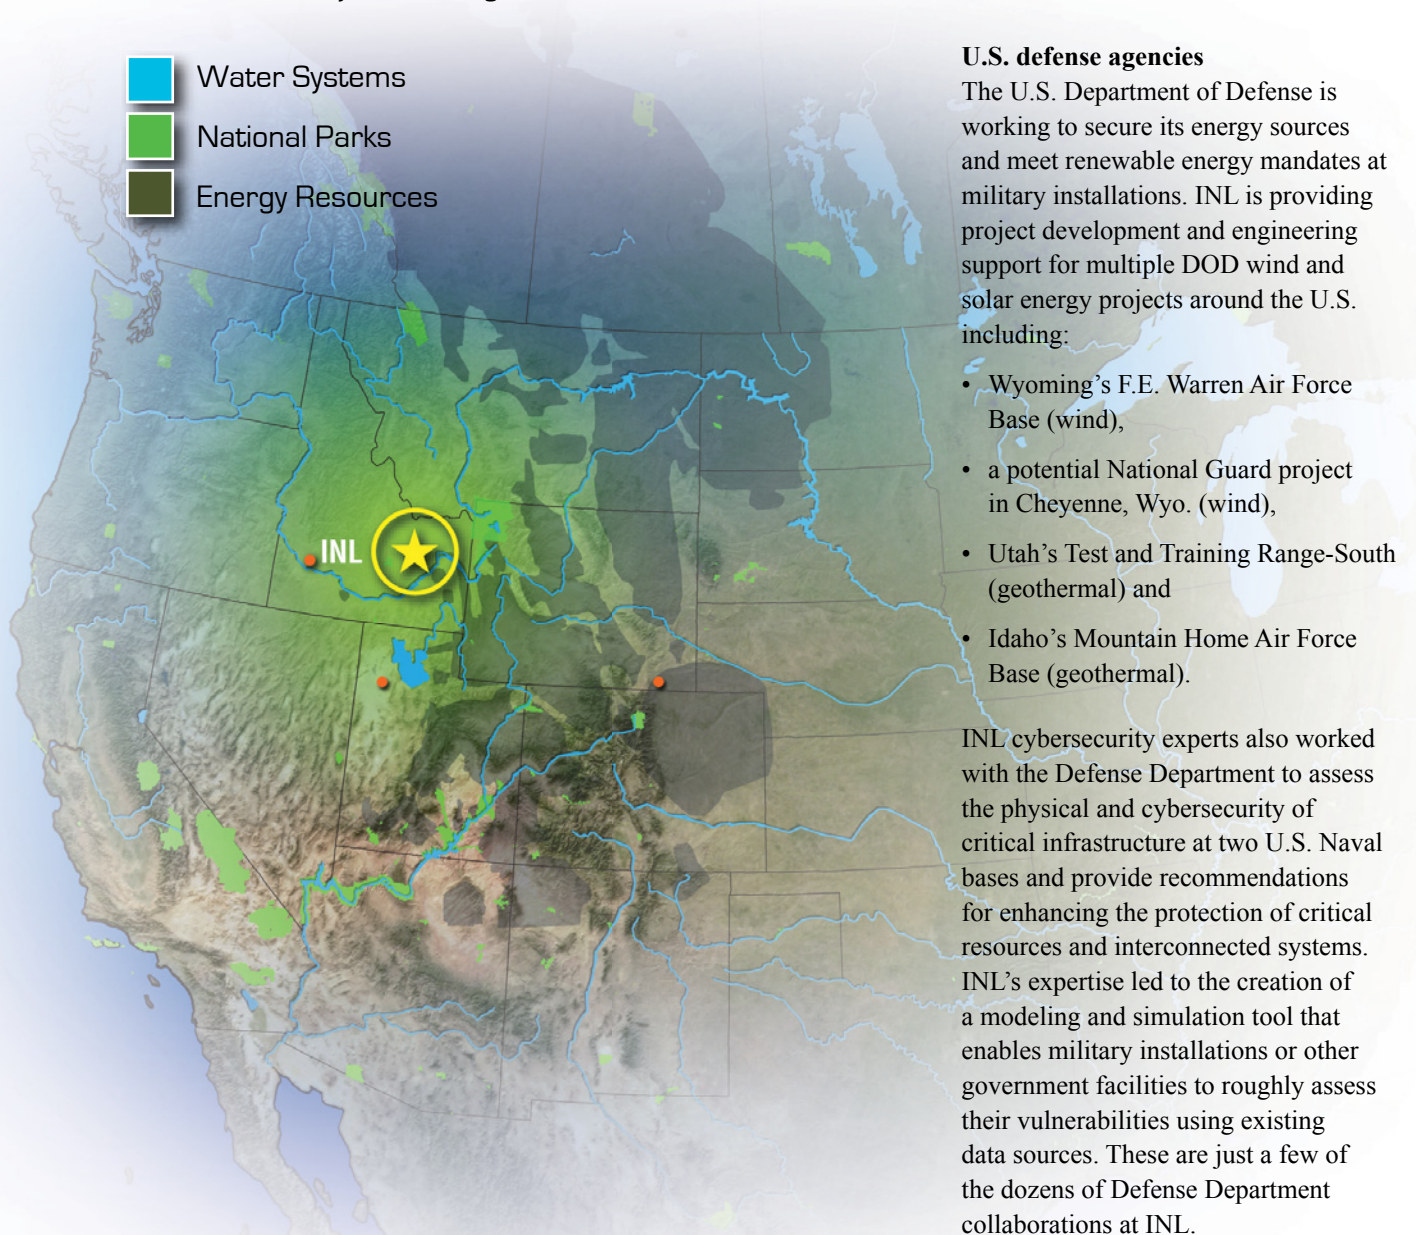 Water Systems
National Parks
Energy Resources
INL
U.S. defense agencies
The U.S. Department of Defense is
working to secure its energy sources
and meet renewable energy mandates at
military installations. INL is providing
project development and engineering
support for multiple DOD wind and
solar energy projects around the U.S.
including:
• Wyoming’s F.E. Warren Air Force
Base (wind),
• a potential National Guard project
in Cheyenne, Wyo. (wind),
• Utah’s Test and Training Range-South
(geothermal) and
• Idaho’s Mountain Home Air Force
Base (geothermal).
INL cybersecurity experts also worked
with the Defense Department to assess
the physical and cybersecurity of
critical infrastructure at two U.S. Naval
bases and provide recommendations
for enhancing the protection of critical
resources and interconnected systems.
INL’s expertise led to the creation of
a modeling and simulation tool that
enables military installations or other
government facilities to roughly assess
their vulnerabilities using existing
data sources. These are just a few of
the dozens of Defense Department
collaborations at INL.